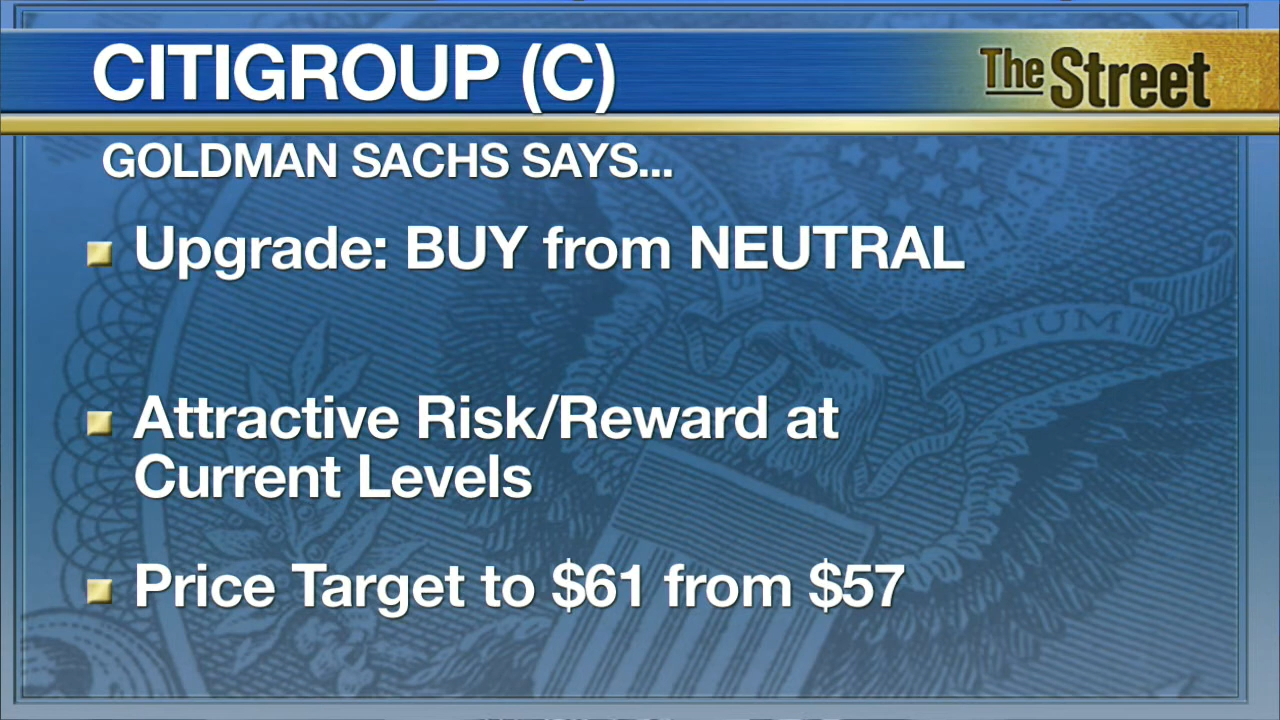 CITIGROUP (C)
The Street
GOLDMAN SACHS SAYS...
Upgrade: BUY from NEUTRAL
UNUM
Attractive Risk/Reward at
Current Levels
Price Target to $61 from $57